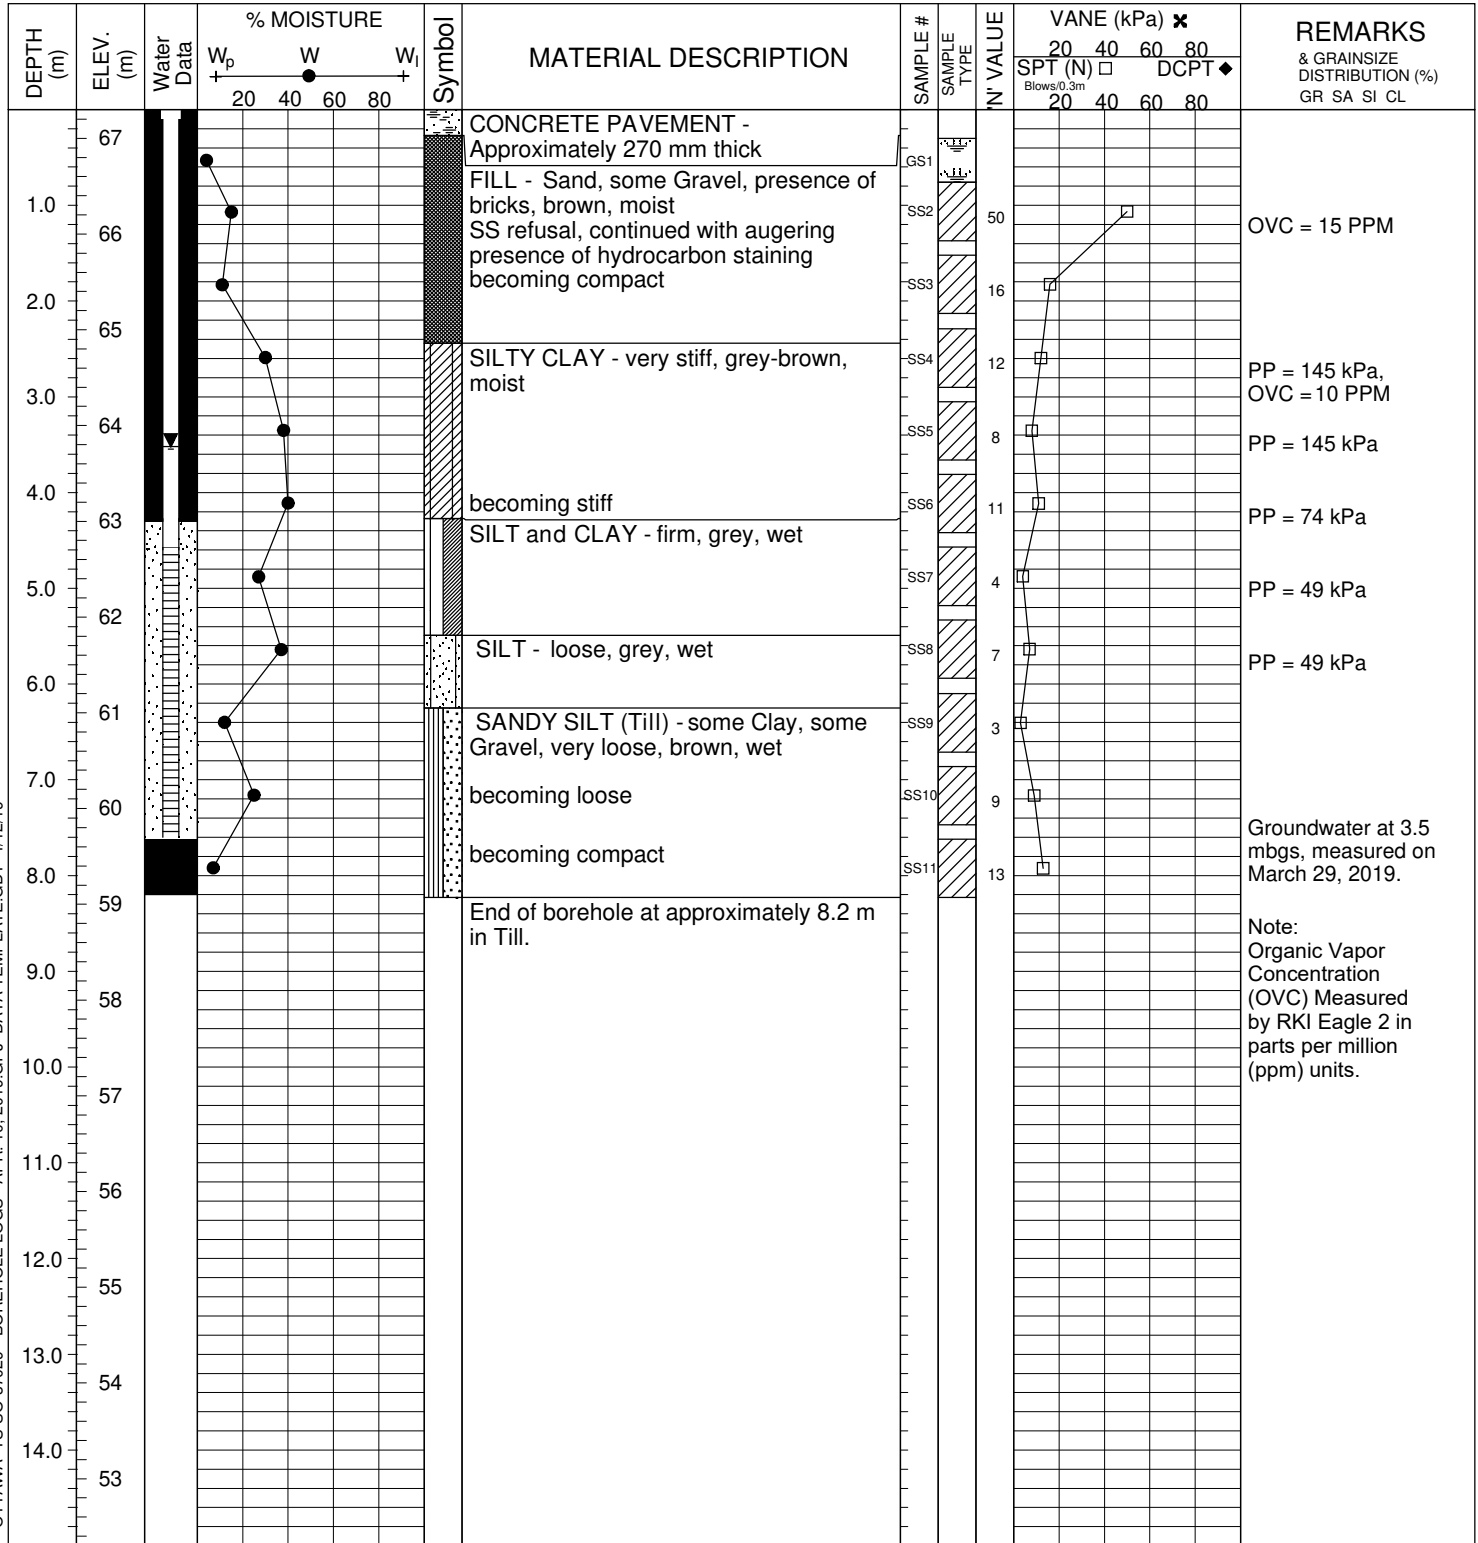 DEPTH (m)
ELEV. (m)
Water Data
% MOISTURE
Wp W Wl
20 40 60 80
Symbol
MATERIAL DESCRIPTION
SAMPLE #
SAMPLE TYPE
'N' VALUE
VANE (kPa) ✖
20 40 60 80
SPT (N) □ DCPT ◆
Blows/0.3m
20 40 60 80
REMARKS
& GRAINSIZE
DISTRIBUTION (%)
GR SA SI CL
CONCRETE PAVEMENT -
67
Approximately 270 mm thick
GS1
FILL - Sand, some Gravel, presence of
1.0
bricks, brown, moist
SS2
50
OVC = 15 PPM
66
SS refusal, continued with augering
presence of hydrocarbon staining
becoming compact
SS3
16
2.0
65
SILTY CLAY - very stiff, grey-brown,
SS4
12
PP = 145 kPa,
moist
3.0
OVC =10 PPM
64
SS5
8
PP = 145 kPa
4.0
becoming stiff
SS6
11
PP = 74 kPa
63
SILT and CLAY - firm, grey, wet
SS7
4
5.0
PP = 49 kPa
62
SILT - loose, grey, wet
SS8
7
PP = 49 kPa
6.0
61
SANDY SILT (Till) - some Clay, some
SS9
3
Gravel, very loose, brown, wet
7.0
becoming loose
SS10
9
60
Groundwater at 3.5
becoming compact
mbgs, measured on
SS11
13
March 29, 2019.
8.0
59
End of borehole at approximately 8.2 m
in Till.
Note:
Organic Vapor
9.0
Concentration
58
(OVC) Measured
by RKI Eagle 2 in
parts per million
10.0
(ppm) units.
57
11.0
56
12.0
55
13.0
54
14.0
53